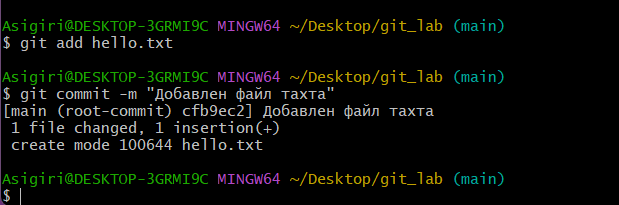 Asigiri@DESKTOP-3GRMI9C MINGW64 ~/Desktop/git_lab (main)
$ git add hello.txt
Asigiri@DESKTOP-3GRMI9C MINGW64 ~/Desktop/git_lab (main)
$ git commit -m "Добавлен файл тахта"
[main (root-commit) cfb9ec2] Добавлен файл тахта
 1 file changed, 1 insertion(+)
 create mode 100644 hello.txt
Asigiri@DESKTOP-3GRMI9C MINGW64 ~/Desktop/git_lab (main)
$